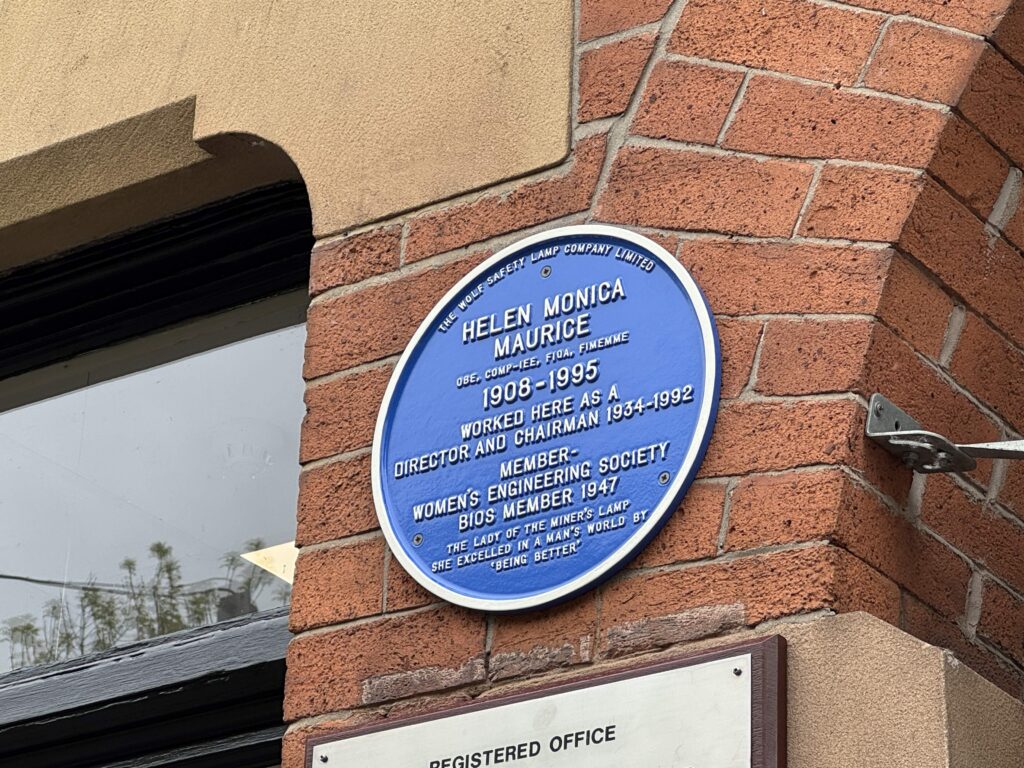 THE WOLF SAFETY LAMP COMPANY LIMITED
HELEN MONICA
MAURICE
OBE, COMP-IEE, FIOA, FIMEMME
1908-1995
WORKED HERE AS A
DIRECTOR AND CHAIRMAN 1934-1992
MEMBER-
WOMEN'S ENGINEERING SOCIETY
BIOS MEMBER 1947
THE LADY OF THE MINER'S LAMP
SHE EXCELLED IN A MAN'S WORLD BY
'BEING BETTER"
REGISTERED OFFICE